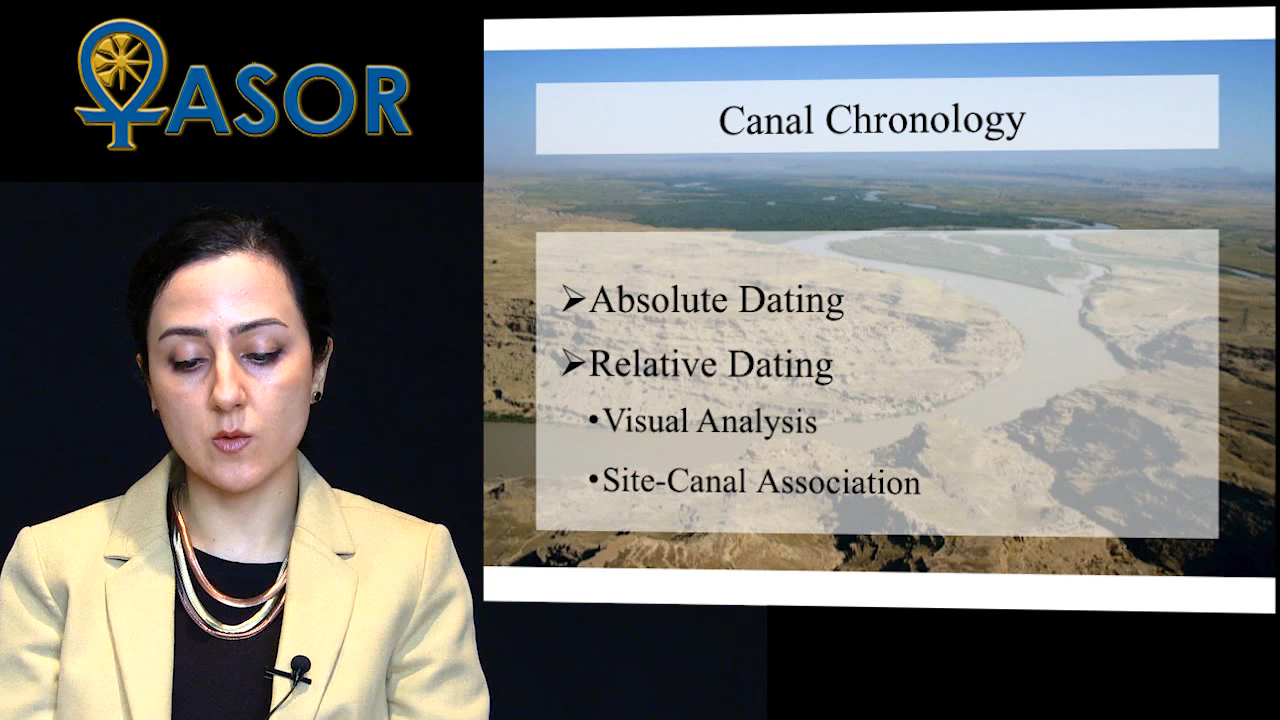 ASOR
Canal Chronology
➢Absolute Dating
➢Relative Dating
•Visual Analysis
•Site-Canal Association